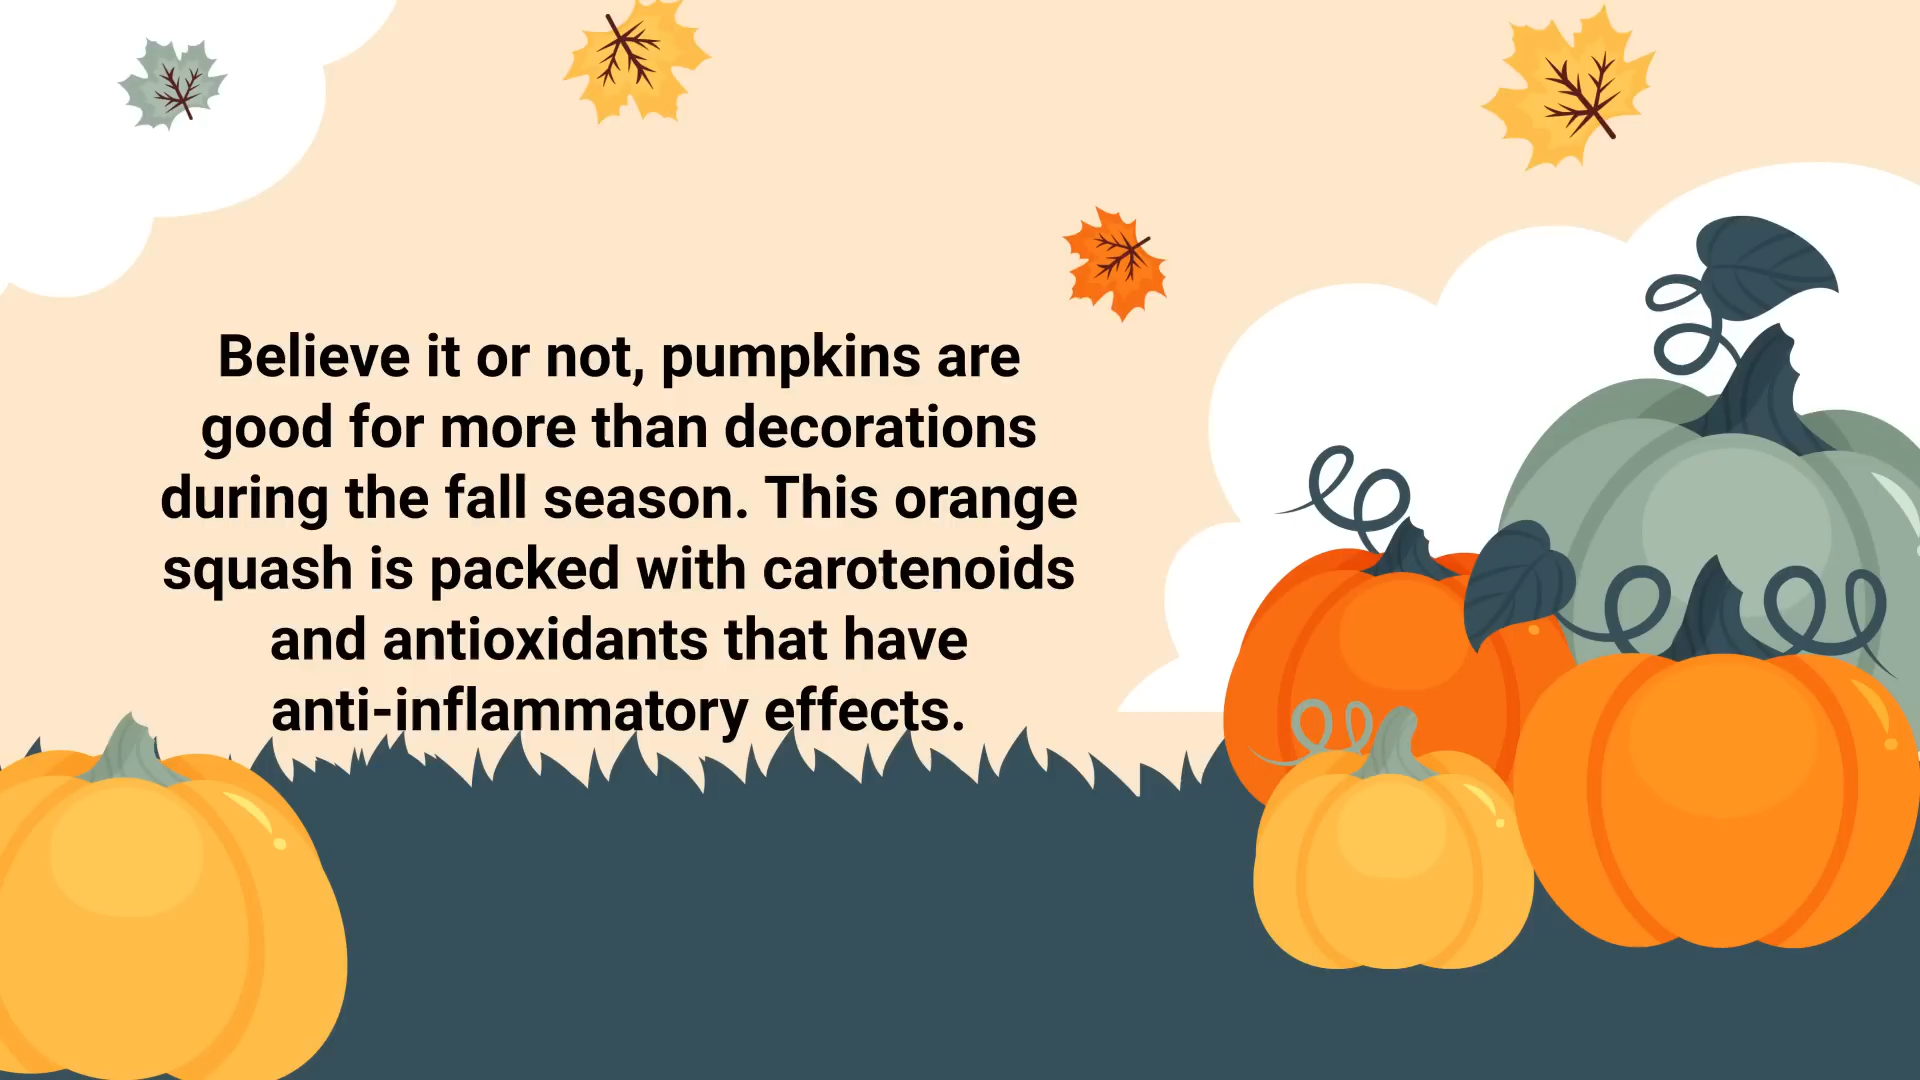 Believe it or not, pumpkins are
good for more than decorations
during the fall season. This orange
squash is packed with carotenoids
and antioxidants that have
anti-inflammatory effects.